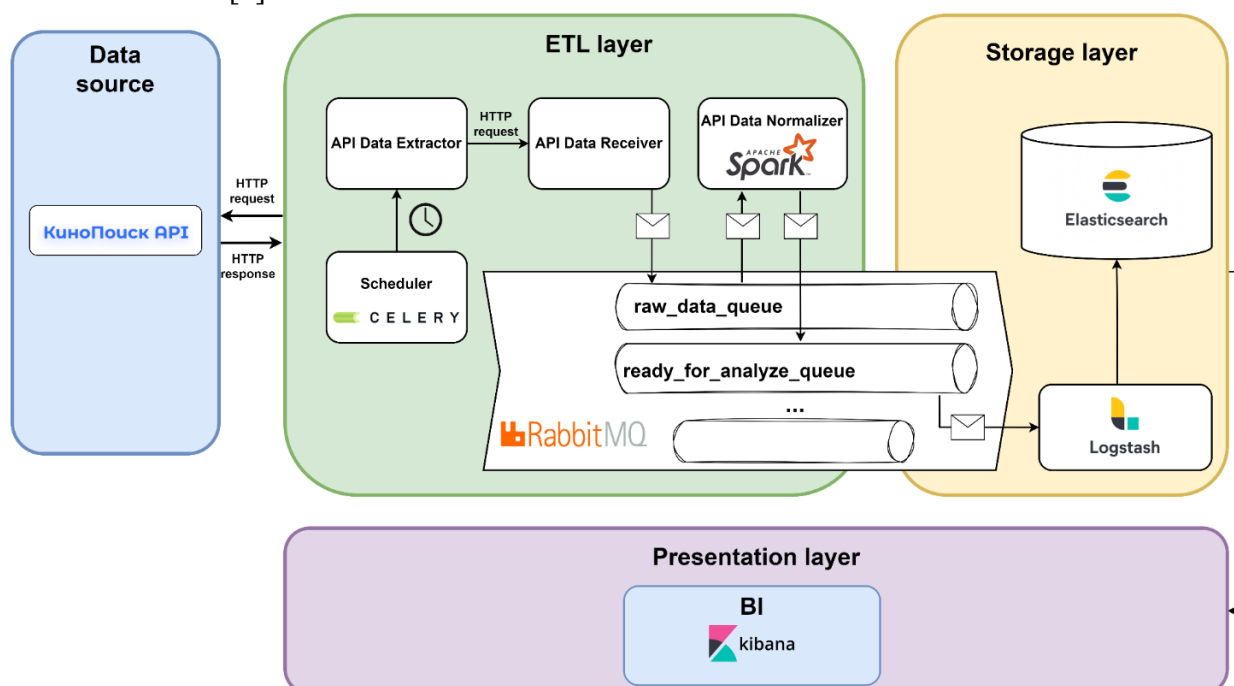 [ ]
Data
source
HTTP
request
КиноПоиск API
HTTP
response
ETL layer
API Data Extractor
HTTP
request
API Data Receiver
API Data Normalizer
APACHE
Spark
TM
Scheduler
CELERY
raw_data_queue
ready_for_analyze_queue
...
RabbitMQ
Storage layer
Elasticsearch
Logstash
Presentation layer
BI
kibana